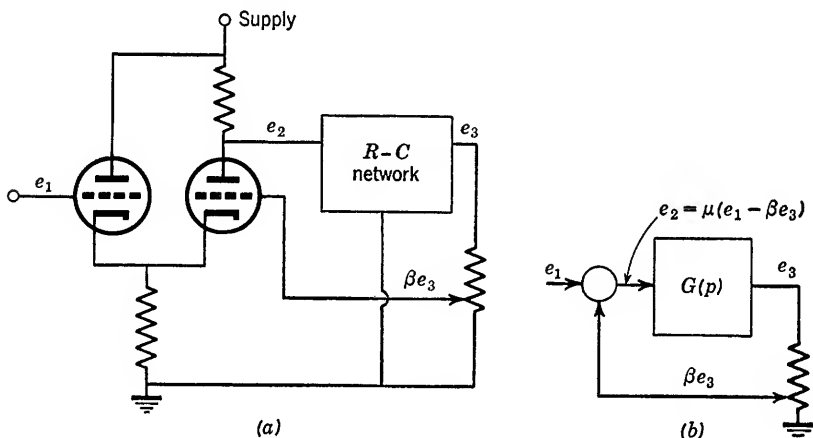 Supply
e₂
e₃
R-C
network
e₁
βe₃
(a)
e₂ = μ(e₁ − βe₃)
e₁
G(p)
e₃
βe₃
(b)